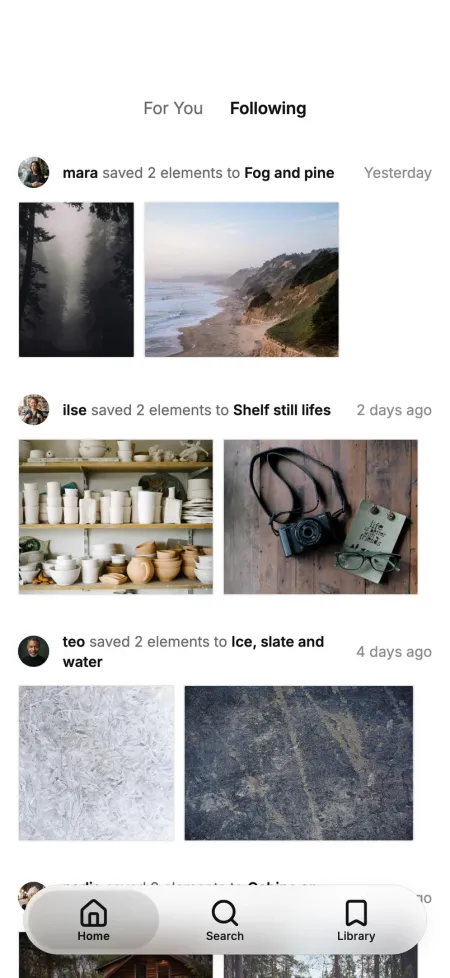 For You Following
mara saved 2 elements to Fog and pine Yesterday
ilse saved 2 elements to Shelf still lifes 2 days ago
teo saved 2 elements to Ice, slate and
water 4 days ago
Home Search Library